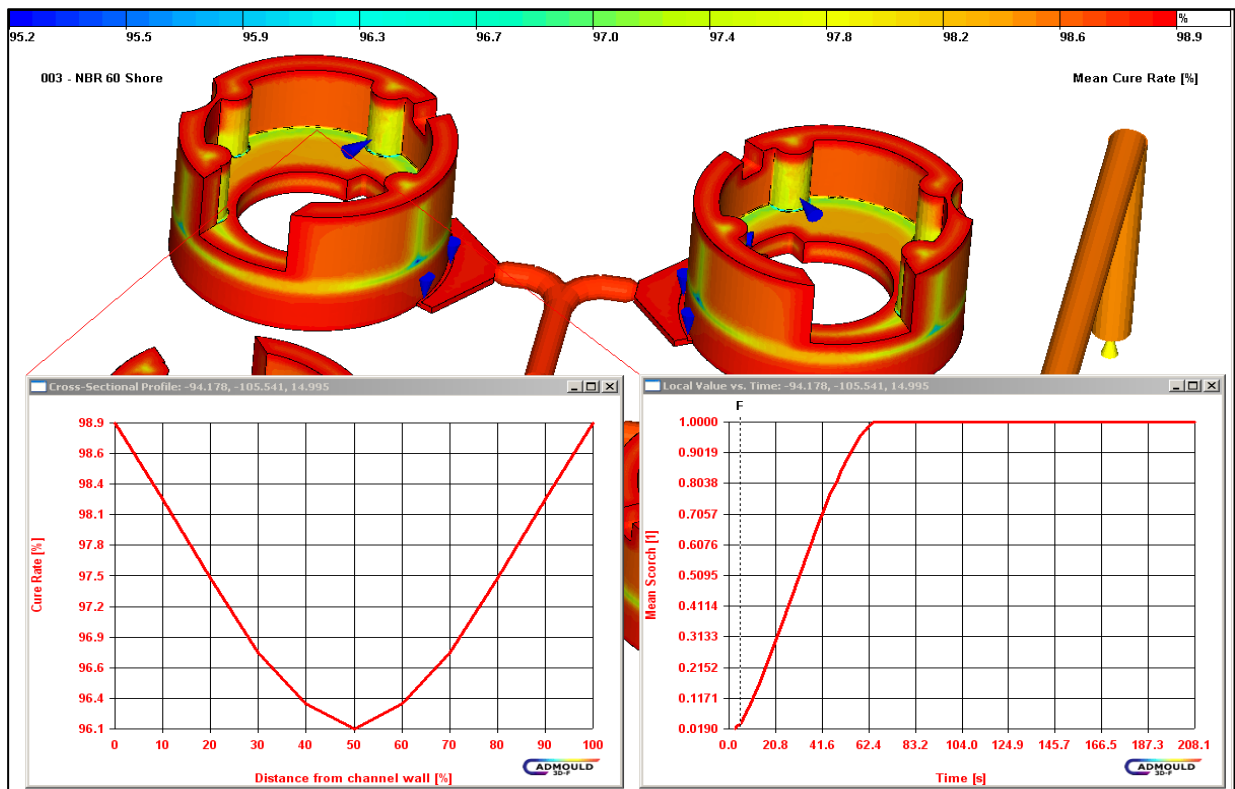 %
95.2 95.5 95.9 96.3 96.7 97.0 97.4 97.8 98.2 98.6 98.9
003 - NBR 60 Shore
Mean Cure Rate [%]
Cross-Sectional Profile: -94.178, -105.541, 14.995
98.9
98.6
98.4
98.1
97.8
97.5
97.2
96.9
96.6
96.4
96.1
Cure Rate [%]
0 10 20 30 40 50 60 70 80 90 100
Distance from channel wall [%]
CADMOULD
3D-F
Local Value vs. Time: -94.178, -105.541, 14.995
F
1.0000
0.9019
0.8038
0.7057
0.6076
0.5095
0.4114
0.3133
0.2152
0.1171
0.0190
Mean Scorch [1]
0.0 20.8 41.6 62.4 83.2 104.0 124.9 145.7 166.5 187.3 208.1
Time [s]
CADMOULD
3D-F